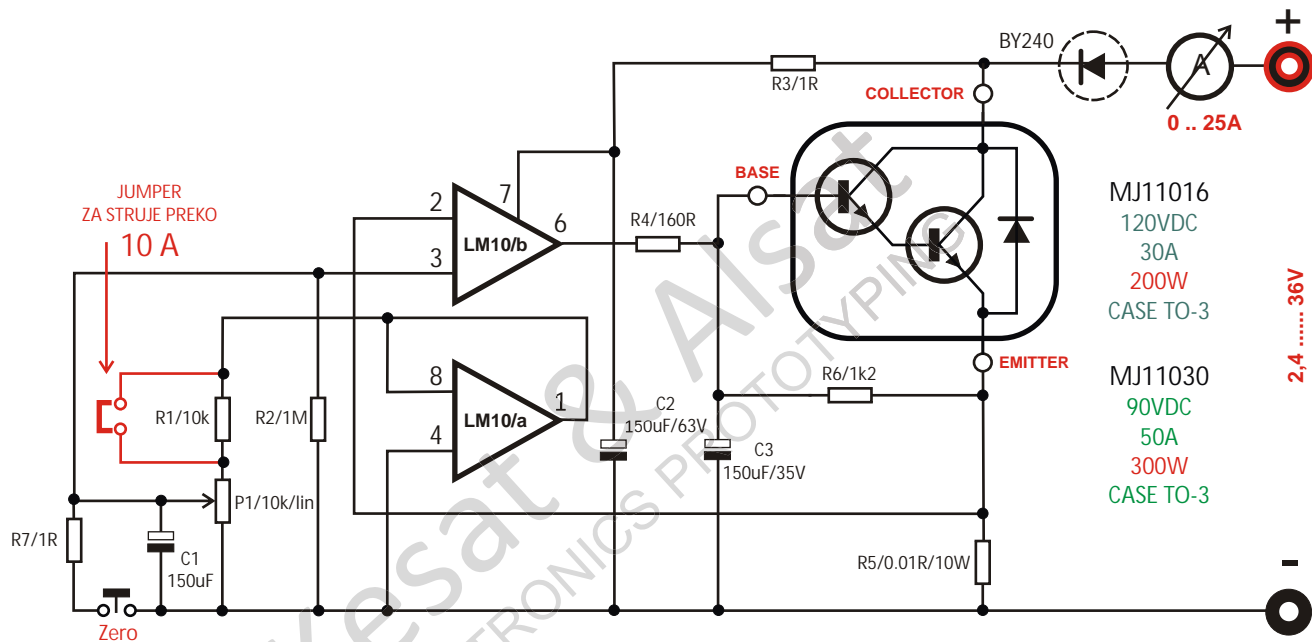 BY240
+
A
R3/1R
COLLECTOR
0 .. 25A
7
BASE
JUMPER
ZA STRUJE PREKO
10 A
2
LM10/b
6
R4/160R
3
MJ11016
120VDC
30A
200W
CASE TO-3
2,4 ...... 36V
EMITTER
8
R6/1k2
MJ11030
90VDC
50A
300W
CASE TO-3
R1/10k
R2/1M
LM10/a
1
4
C2
150uF/63V
C3
150uF/35V
P1/10k/lin
R7/1R
C1
150uF
R5/0.01R/10W
-
Zero
& Alsat
PROTOTYPING